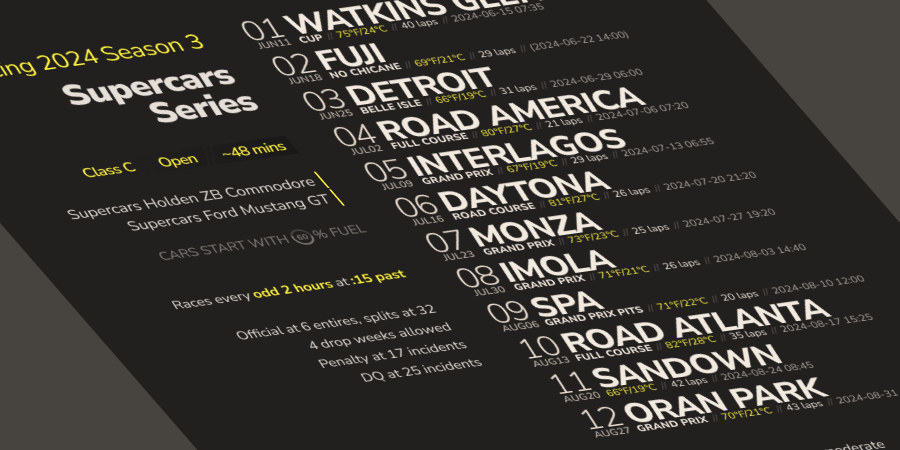 ing 2024 Season 3
Supercars
Series
Class C Open ~48 mins
Supercars Holden ZB Commodore
Supercars Ford Mustang GT
CARS START WITH 50 % FUEL
Races every odd 2 hours at :15 past
Official at 6 entires, splits at 32
4 drop weeks allowed
Penalty at 17 incidents
DQ at 25 incidents
01 WATKINS GLEN
JUN11 CUP // 75°F/24°C // 40 laps // 2024-06-15 07:35
02 FUJI
JUN18 NO CHICANE // 69°F/21°C // 29 laps // (2024-06-22 14:00)
03 DETROIT
JUN25 BELLE ISLE // 66°F/19°C // 31 laps // 2024-06-29 06:00
04 ROAD AMERICA
JUL02 FULL COURSE // 80°F/27°C // 21 laps // 2024-07-06 07:20
05 INTERLAGOS
JUL09 GRAND PRIX // 67°F/19°C // 29 laps // 2024-07-13 06:55
06 DAYTONA
JUL16 ROAD COURSE // 81°F/27°C // 26 laps // 2024-07-20 21:20
07 MONZA
JUL23 GRAND PRIX // 73°F/23°C // 25 laps // 2024-07-27 19:20
08 IMOLA
JUL30 GRAND PRIX // 71°F/21°C // 26 laps // 2024-08-03 14:40
09 SPA
AUG06 GRAND PRIX PITS // 71°F/22°C // 20 laps // 2024-08-10 12:00
10 ROAD ATLANTA
AUG13 FULL COURSE // 82°F/28°C // 35 laps // 2024-08-17 15:25
11 SANDOWN
AUG20 66°F/19°C // 42 laps // 2024-08-24 08:45
12 ORAN PARK
AUG27 GRAND PRIX // 70°F/21°C // 43 laps // 2024-08-31
moderate